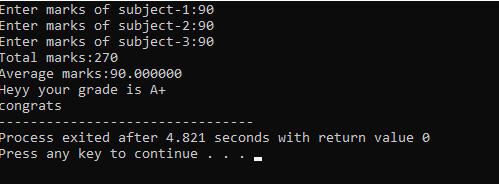 Enter marks of subject-1:90
Enter marks of subject-2:90
Enter marks of subject-3:90
Total marks:270
Average marks:90.000000
Heyy your grade is A+
congrats
--------------------------------
Process exited after 4.821 seconds with return value 0
Press any key to continue . . .